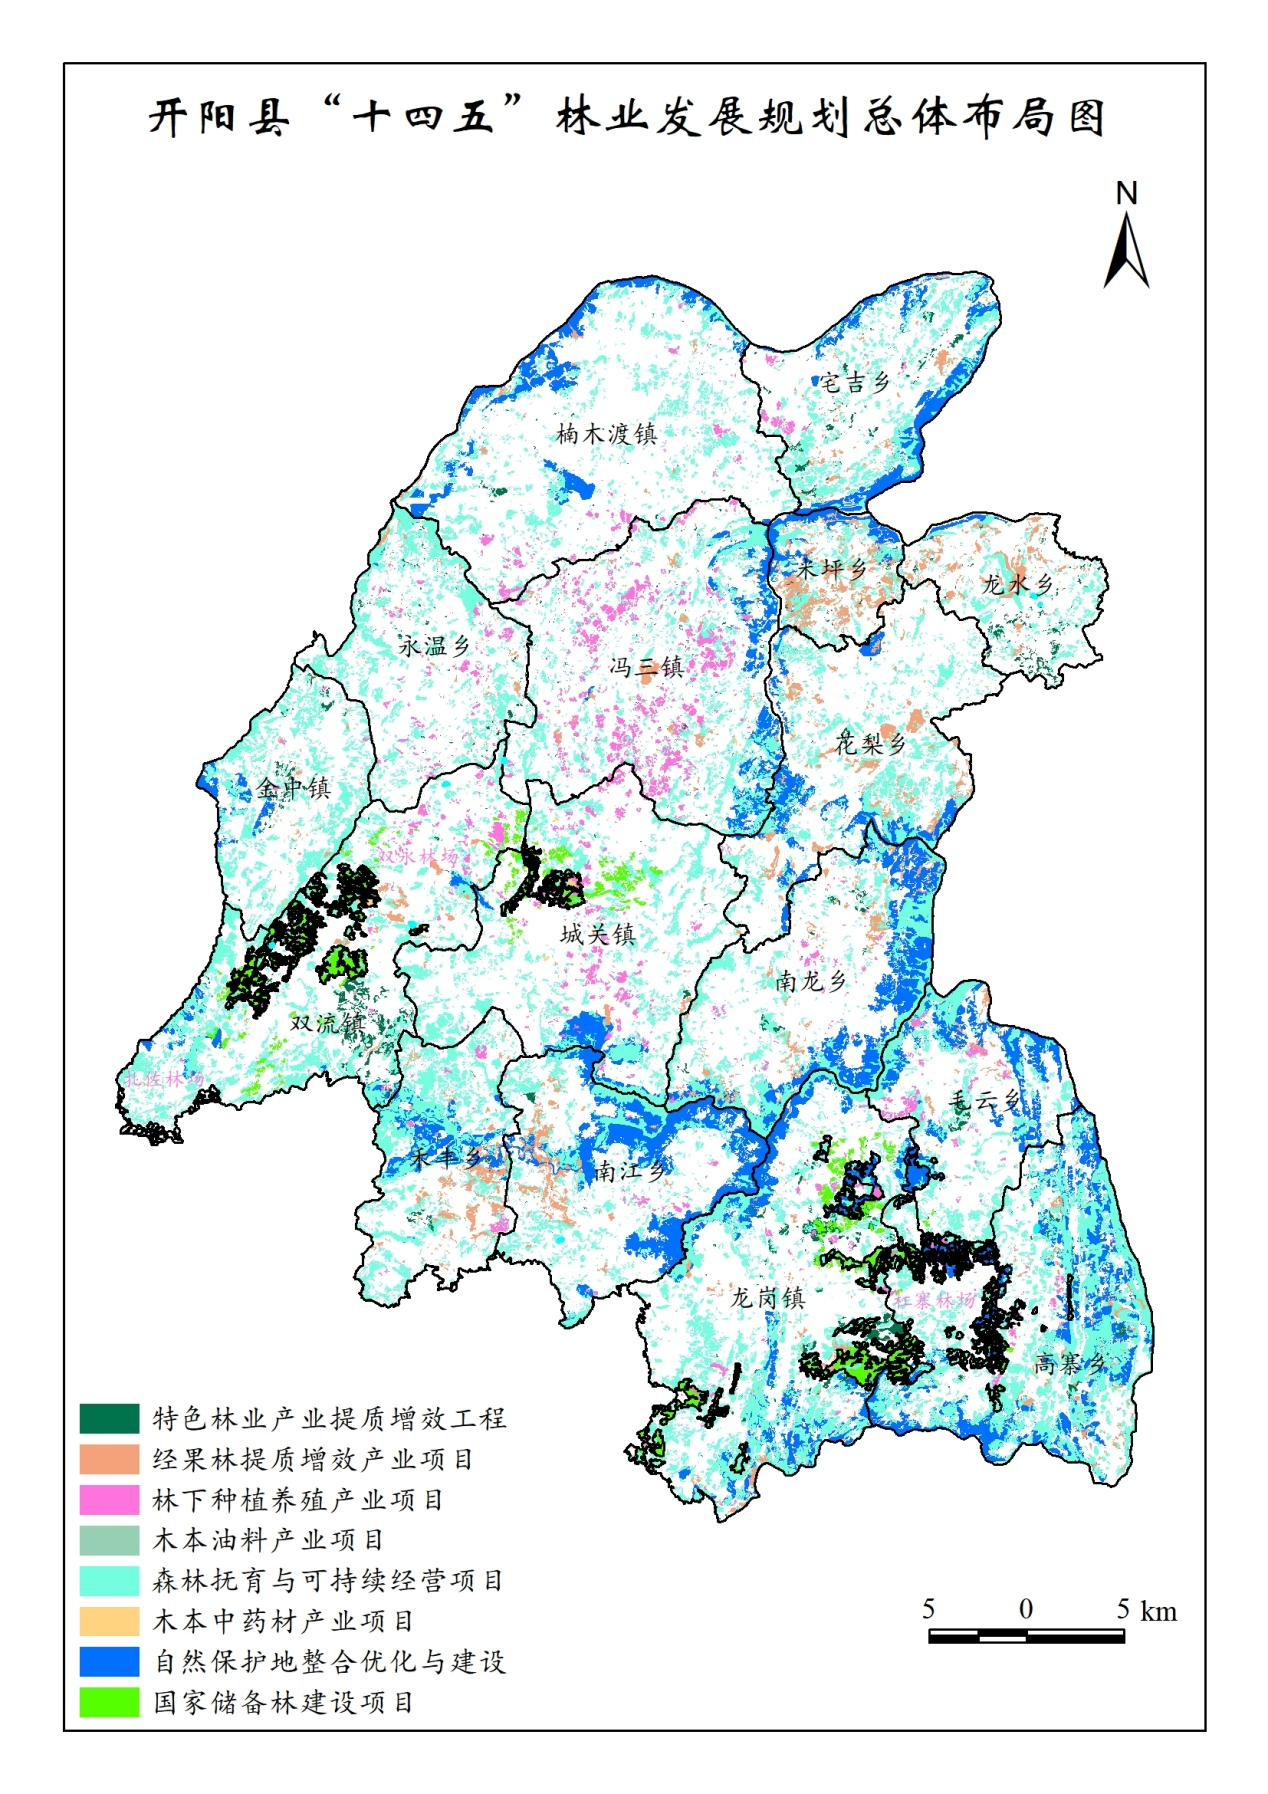 开阳县“十四五”林业发展规划总体布局图
N
宅吉乡
楠木渡镇
禾坪乡
龙水乡
永温乡
冯三镇
花梨乡
金中镇
双永林场
城关镇
南龙乡
双流镇
扎佐林场
毛云乡
禾丰乡
南江乡
龙岗镇
杠寨林场
高寨乡
特色林业产业提质增效工程
经果林提质增效产业项目
林下种植养殖产业项目
木本油料产业项目
森林抚育与可持续经营项目
木本中药材产业项目
自然保护地整合优化与建设
国家储备林建设项目
5 0 5 km